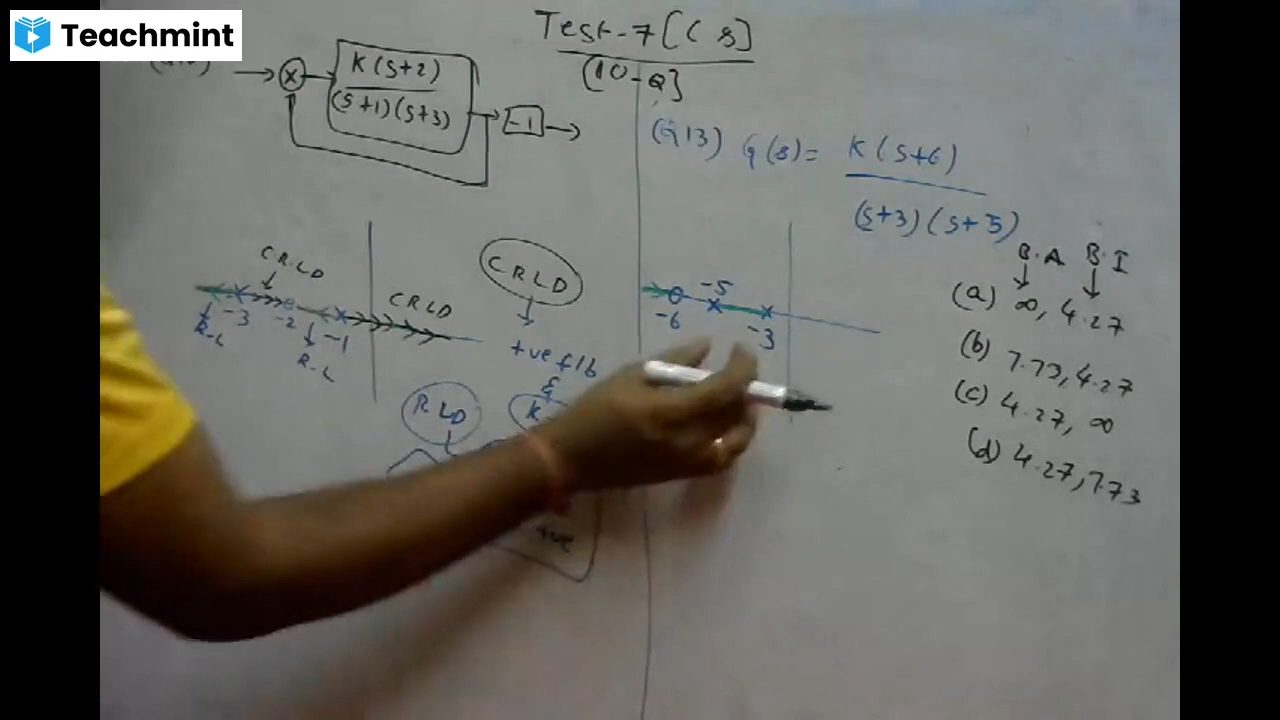 Teachmint
Test-7[CS]
(10-Q]
K(S+2)
(S+1)(S+3)
-1
CRLD
CRLD
-3
-2
-1
R-L
R-L
CRLD
+ve f/b
&
K
RLD
+ve
Q13) G(s)= K(S+6)
(S+3)(S+5)
-6
-5
-3
B.A B.I
(a) ∞, 4.27
(b) 7.73, 4.27
(c) 4.27, ∞
(d) 4.27, 7.73